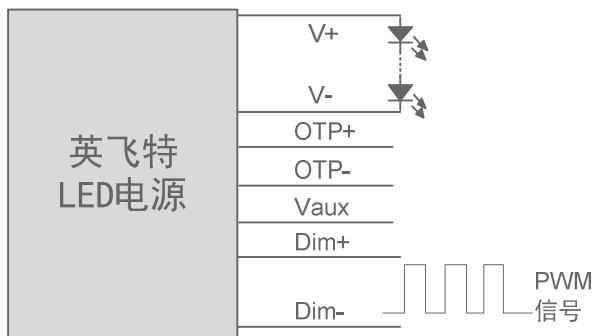 V+
V-
OTP+
OTP-
Vaux
Dim+
Dim-
英飞特
LED电源
PWM
信号